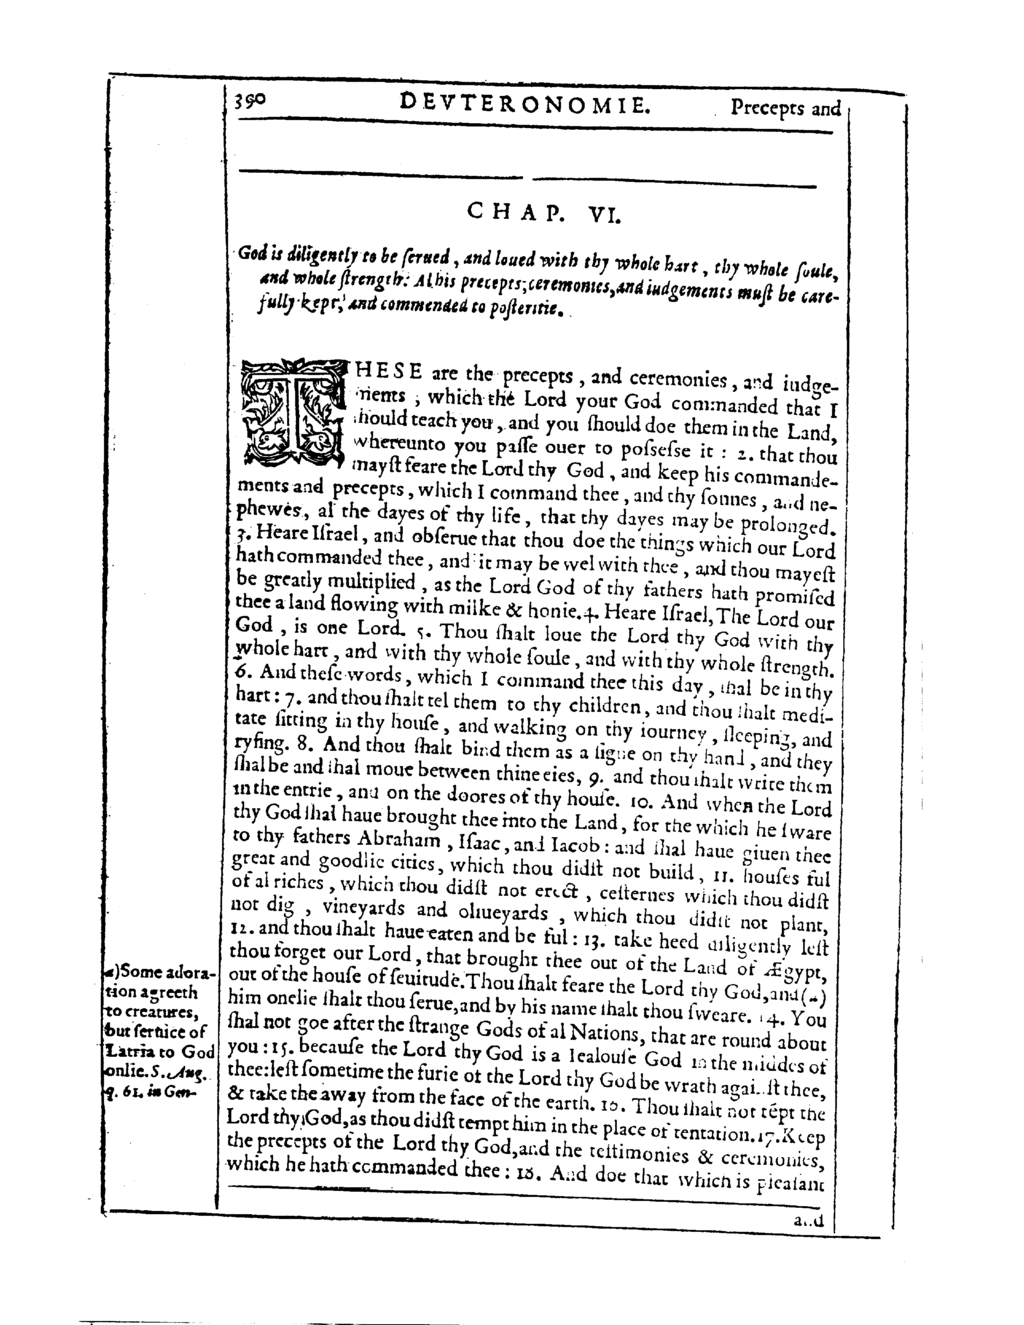 390 DEVTERONOMIE. Precepts and
CHAP. VI.
God is diligently to be ſerued, and loued with thy whole hart, thy whole ſoule,
and whole ſtrength: Al his precepts, ceremonies, and iudgements muſt be care-
fully kept, and commended to poſteritie.
THESE are the precepts, and ceremonies, and iudge-
ments, which the Lord your God commanded that I
ſhould teach you, and you ſhould doe them in the Land,
whereunto you paſſe ouer to poſseſse it: 2. that thou
mayſt feare the Lord thy God, and keep his commande-
ments and precepts, which I command thee, and thy ſonnes, and ne-
phewes, al the dayes of thy life, that thy dayes may be prolonged.
3. Heare Iſrael, and obſerue that thou doe the things which our Lord
hath commanded thee, and it may be wel with thee, and thou mayeſt
be greatly multiplied, as the Lord God of thy fathers hath promiſed
thee a land flowing with milke & honie. 4. Heare Iſrael, The Lord our
God, is one Lord. 5. Thou ſhalt loue the Lord thy God with thy
whole hart, and with thy whole ſoule, and with thy whole ſtrength.
6. And theſe words, which I command thee this day, ſhal be in thy
hart: 7. and thou ſhalt tel them to thy children, and thou ſhalt medi-
tate ſitting in thy houſe, and walking on thy iourney, ſleeping, and
ryſing. 8. And thou ſhalt bind them as a ſigne on thy hand, and they
ſhal be and ſhal moue between thine eies, 9. and thou ſhalt write them
in the entrie, and on the doores of thy houſe. 10. And when the Lord
thy God ſhal haue brought thee into the Land, for the which he ſware
to thy fathers Abraham, Iſaac, and Iacob: and ſhal haue giuen thee
great and goodlie cities, which thou didſt not build, 11. houſes ful
of al riches, which thou didſt not erect, ceſternes which thou didſt
not dig, vineyards and oliueyards, which thou didſt not plant,
12. and thou ſhalt haue eaten and be ful: 13. take heed diligently leſt
thou forget our Lord, that brought thee out of the Land of Ægypt,
out of the houſe of ſeuitude. Thou ſhalt feare the Lord thy God, and (a)
him onelie ſhalt thou ſerue, and by his name ſhalt thou ſweare. 14. You
ſhal not goe after the ſtrange Gods of al Nations, that are round about
you: 15. becauſe the Lord thy God is a Iealouſe God in the middes of
thee: leſt ſometime the furie of the Lord thy God be wrath againſt thee,
& take the away from the face of the earth. 16. Thou ſhalt not tẽpt the
Lord thy God, as thou didſt tempt him in the place of tentation. 17. Keep
the precepts of the Lord thy God, and the teſtimonies & ceremonies,
which he hath commanded thee: 18. And doe that which is pleaſant
and
a) Some adora-
tion agreeth
to creatures,
but ſeruice of
Latria to God
onlie. S. Aug.
q. 61. in Gen-